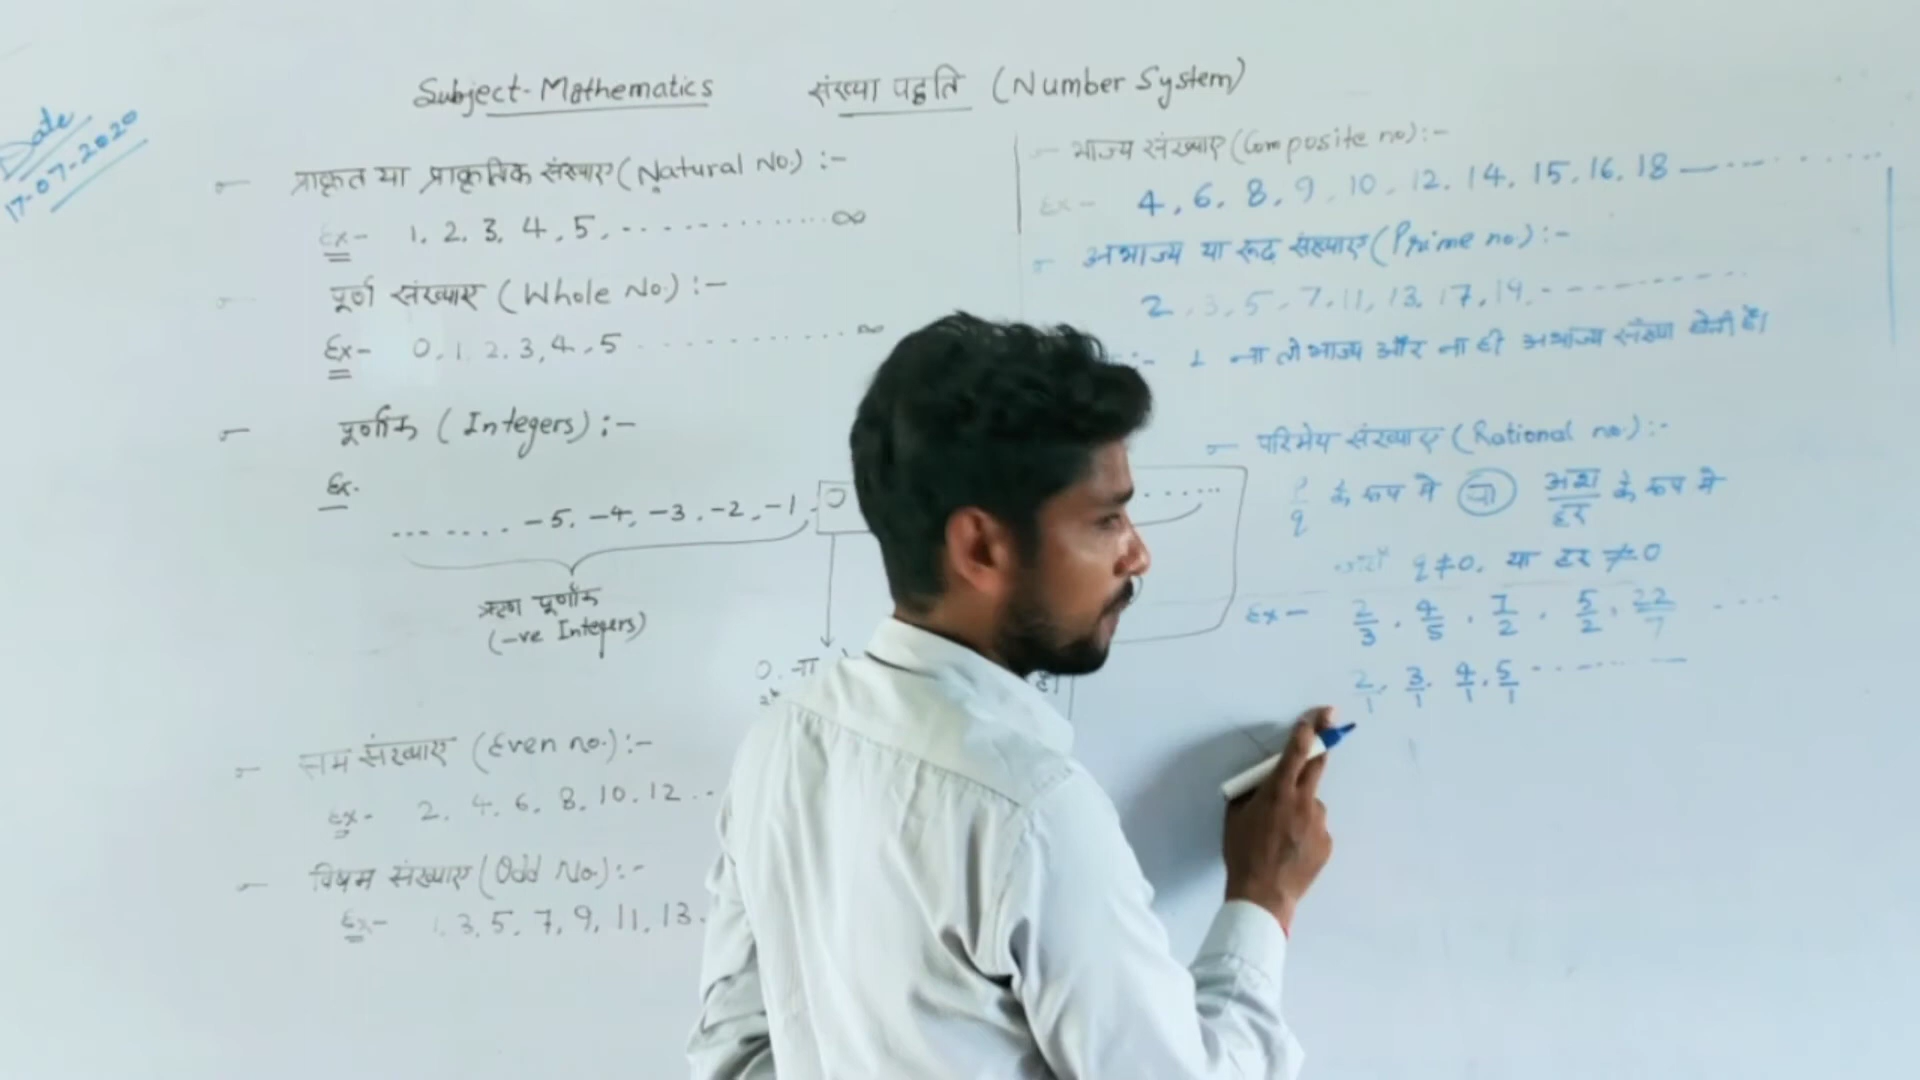 Date
17-07-2020
Subject-Mathematics संख्या पद्दति (Number System)
प्राकृत या प्राकृतिक संख्याए (Natural No.) :-
Ex- 1, 2, 3, 4, 5, ............ ∞
पूर्ण संख्याए (Whole No.) :-
Ex- 0, 1, 2, 3, 4, 5 ............ ∞
पूर्णांक (Integers) :-
Ex.
........ -5, -4, -3, -2, -1, 0
ऋण पूर्णांक
(-ve Integers)
0. ना
है।
सम संख्याए (Even no.) :-
Ex- 2, 4, 6, 8, 10, 12 ..
विषम संख्याए (Odd No.) :-
Ex- 1, 3, 5, 7, 9, 11, 13.
भाज्य संख्याए (Composite no) :-
Ex- 4, 6, 8, 9, 10, 12, 14, 15, 16, 18 ————
अभाज्य या रूढ संख्याए (Prime no.) :-
2, 3, 5, 7, 11, 13, 17, 19, --------
:- 1 ना तो भाज्य और ना ही अभाज्य संख्या होती है।
परिमेय संख्याए (Rational no.) :-
p/q के रूप मे या अंश/हर के रूप मे
जहाँ q ≠ 0, या हर ≠ 0
Ex- 2/3, 4/5, 7/2, 5/2, 22/7 ....
2/1, 3/1, 4/1, 5/1 --------